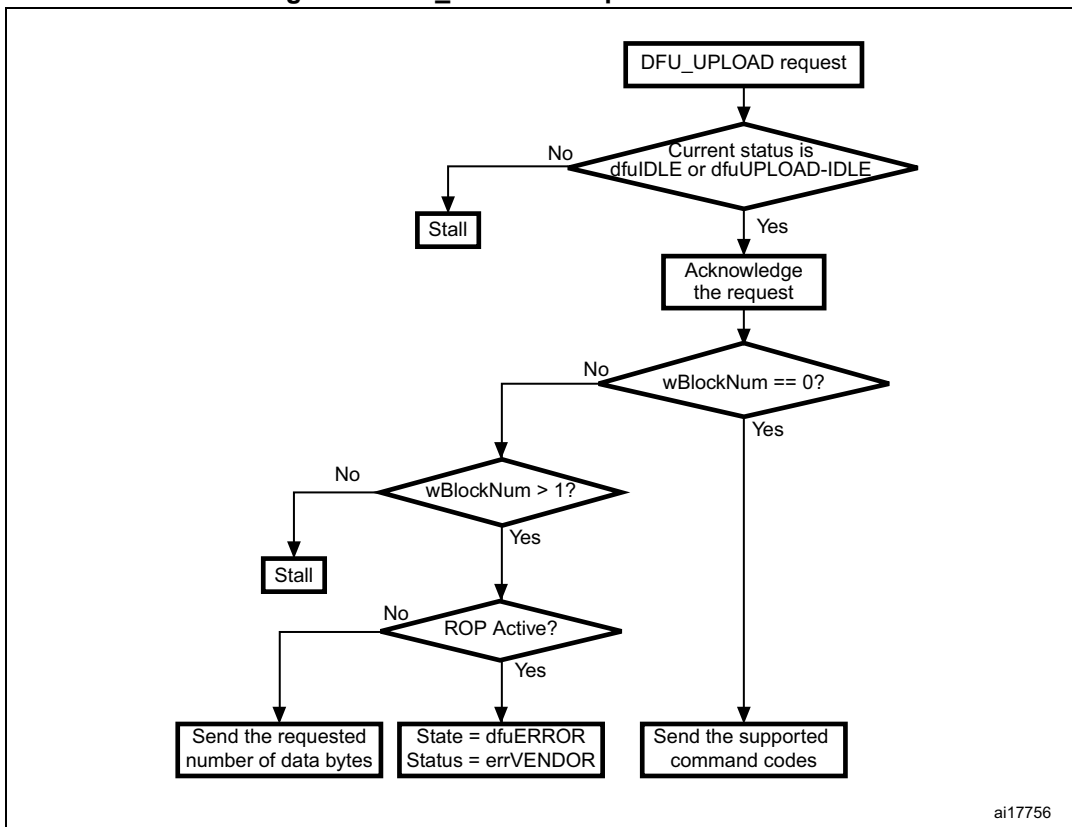 DFU_UPLOAD request
Current status is
dfuIDLE or dfuUPLOAD-IDLE
No
Stall
Yes
Acknowledge
the request
No
wBlockNum == 0?
Yes
No
wBlockNum > 1?
Yes
Stall
No
ROP Active?
Yes
Send the requested
number of data bytes
State = dfuERROR
Status = errVENDOR
Send the supported
command codes
ai17756